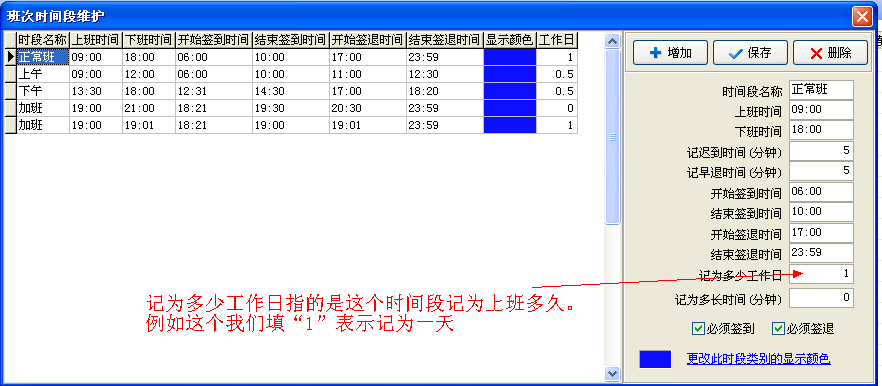 班次时间段维护
时段名称 上班时间 下班时间 开始签到时间 结束签到时间 开始签退时间 结束签退时间 显示颜色 工作日
正常班 09:00 18:00 06:00 10:00 17:00 23:59 1
上午 09:00 12:00 06:00 10:00 11:00 12:30 0.5
下午 13:30 18:00 12:31 14:30 17:00 18:20 0.5
加班 19:00 21:00 18:21 19:30 20:30 23:59 0
加班 19:00 19:01 18:21 19:00 19:01 23:59 1
记为多少工作日指的是这个时间段记为上班多久。
例如这个我们填“1”表示记为一天
增加 保存 删除
时间段名称 正常班
上班时间 09:00
下班时间 18:00
记迟到时间(分钟) 5
记早退时间(分钟) 5
开始签到时间 06:00
结束签到时间 10:00
开始签退时间 17:00
结束签退时间 23:59
记为多少工作日 1
记为多长时间(分钟) 0
必须签到 必须签退
更改此时段类别的显示颜色